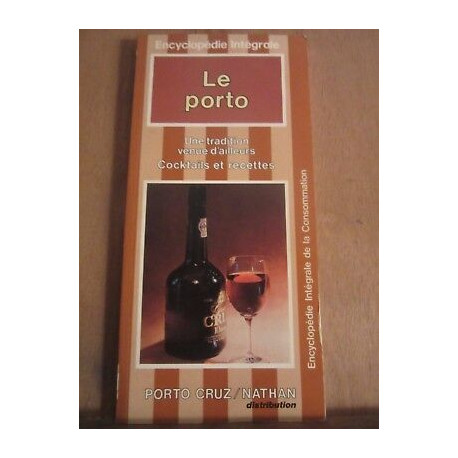 Encyclopédie Intégrale
Le
porto
Une tradition
venue d'ailleurs
Cocktails et recettes
CRUZ
PORTO CRUZ/NATHAN
distribution
Encyclopédie Intégrale de la Consommation